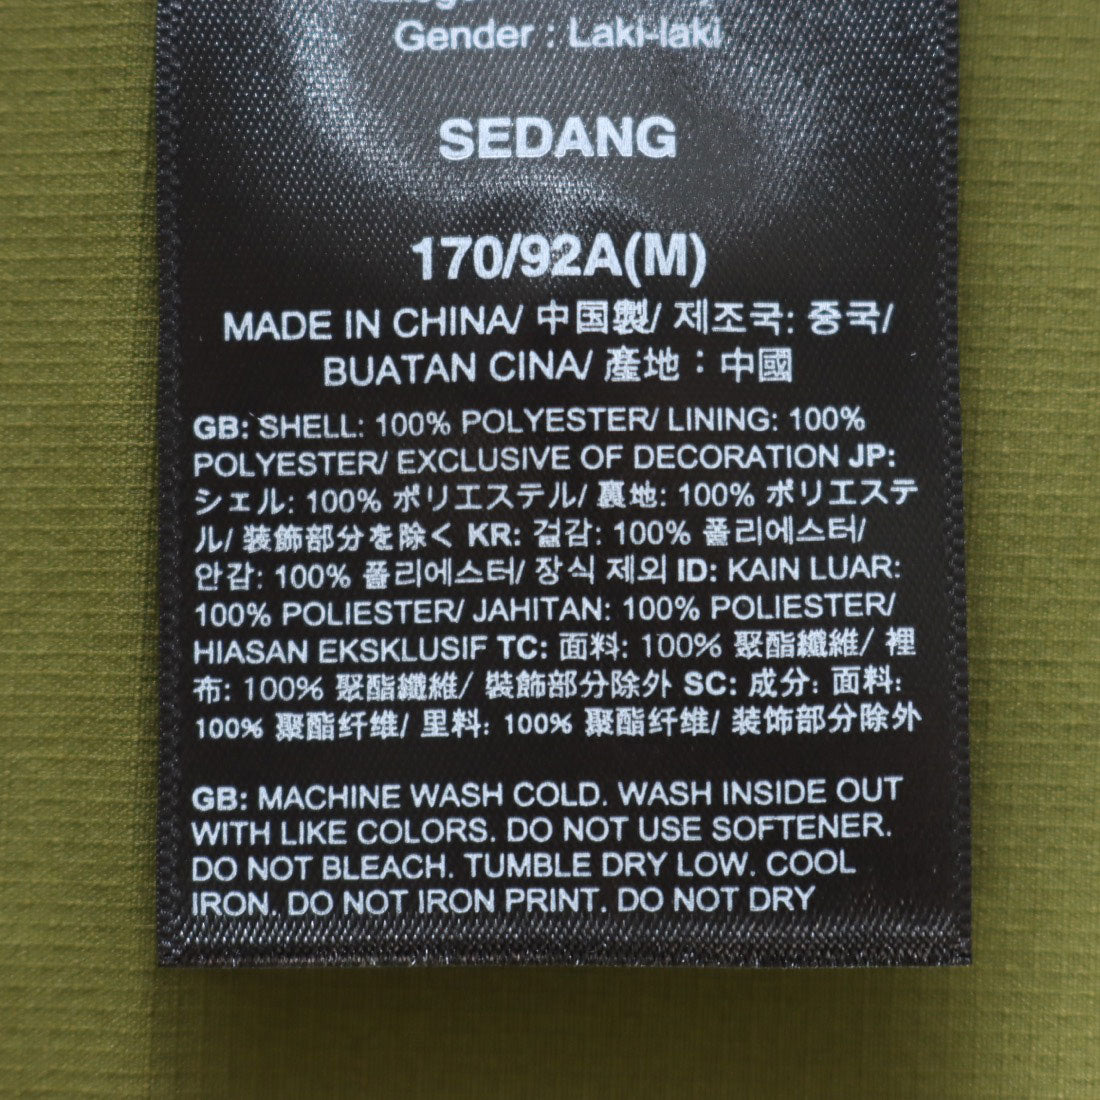 Gender : Laki-laki
SEDANG
170/92A(M)
MADE IN CHINA/ 中国製/ 제조국: 중국/
BUATAN CINA/ 產地：中國
GB: SHELL: 100% POLYESTER/ LINING: 100%
POLYESTER/ EXCLUSIVE OF DECORATION JP:
シェル: 100% ポリエステル/ 裏地: 100% ポリエステ
ル/ 装飾部分を除く KR: 겉감: 100% 폴리에스터/
안감: 100% 폴리에스터/ 장식 제외 ID: KAIN LUAR:
100% POLIESTER/ JAHITAN: 100% POLIESTER/
HIASAN EKSKLUSIF TC: 面料: 100% 聚酯纖維/ 裡
布: 100% 聚酯纖維/ 裝飾部分除外 SC: 成分: 面料:
100% 聚酯纤维/ 里料: 100% 聚酯纤维/ 装饰部分除外
GB: MACHINE WASH COLD. WASH INSIDE OUT
WITH LIKE COLORS. DO NOT USE SOFTENER.
DO NOT BLEACH. TUMBLE DRY LOW. COOL
IRON. DO NOT IRON PRINT. DO NOT DRY